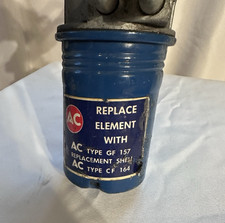 AC
REPLACE
ELEMENT
WITH
AC TYPE GF 157
REPLACEMENT SHELL
AC TYPE CF 164